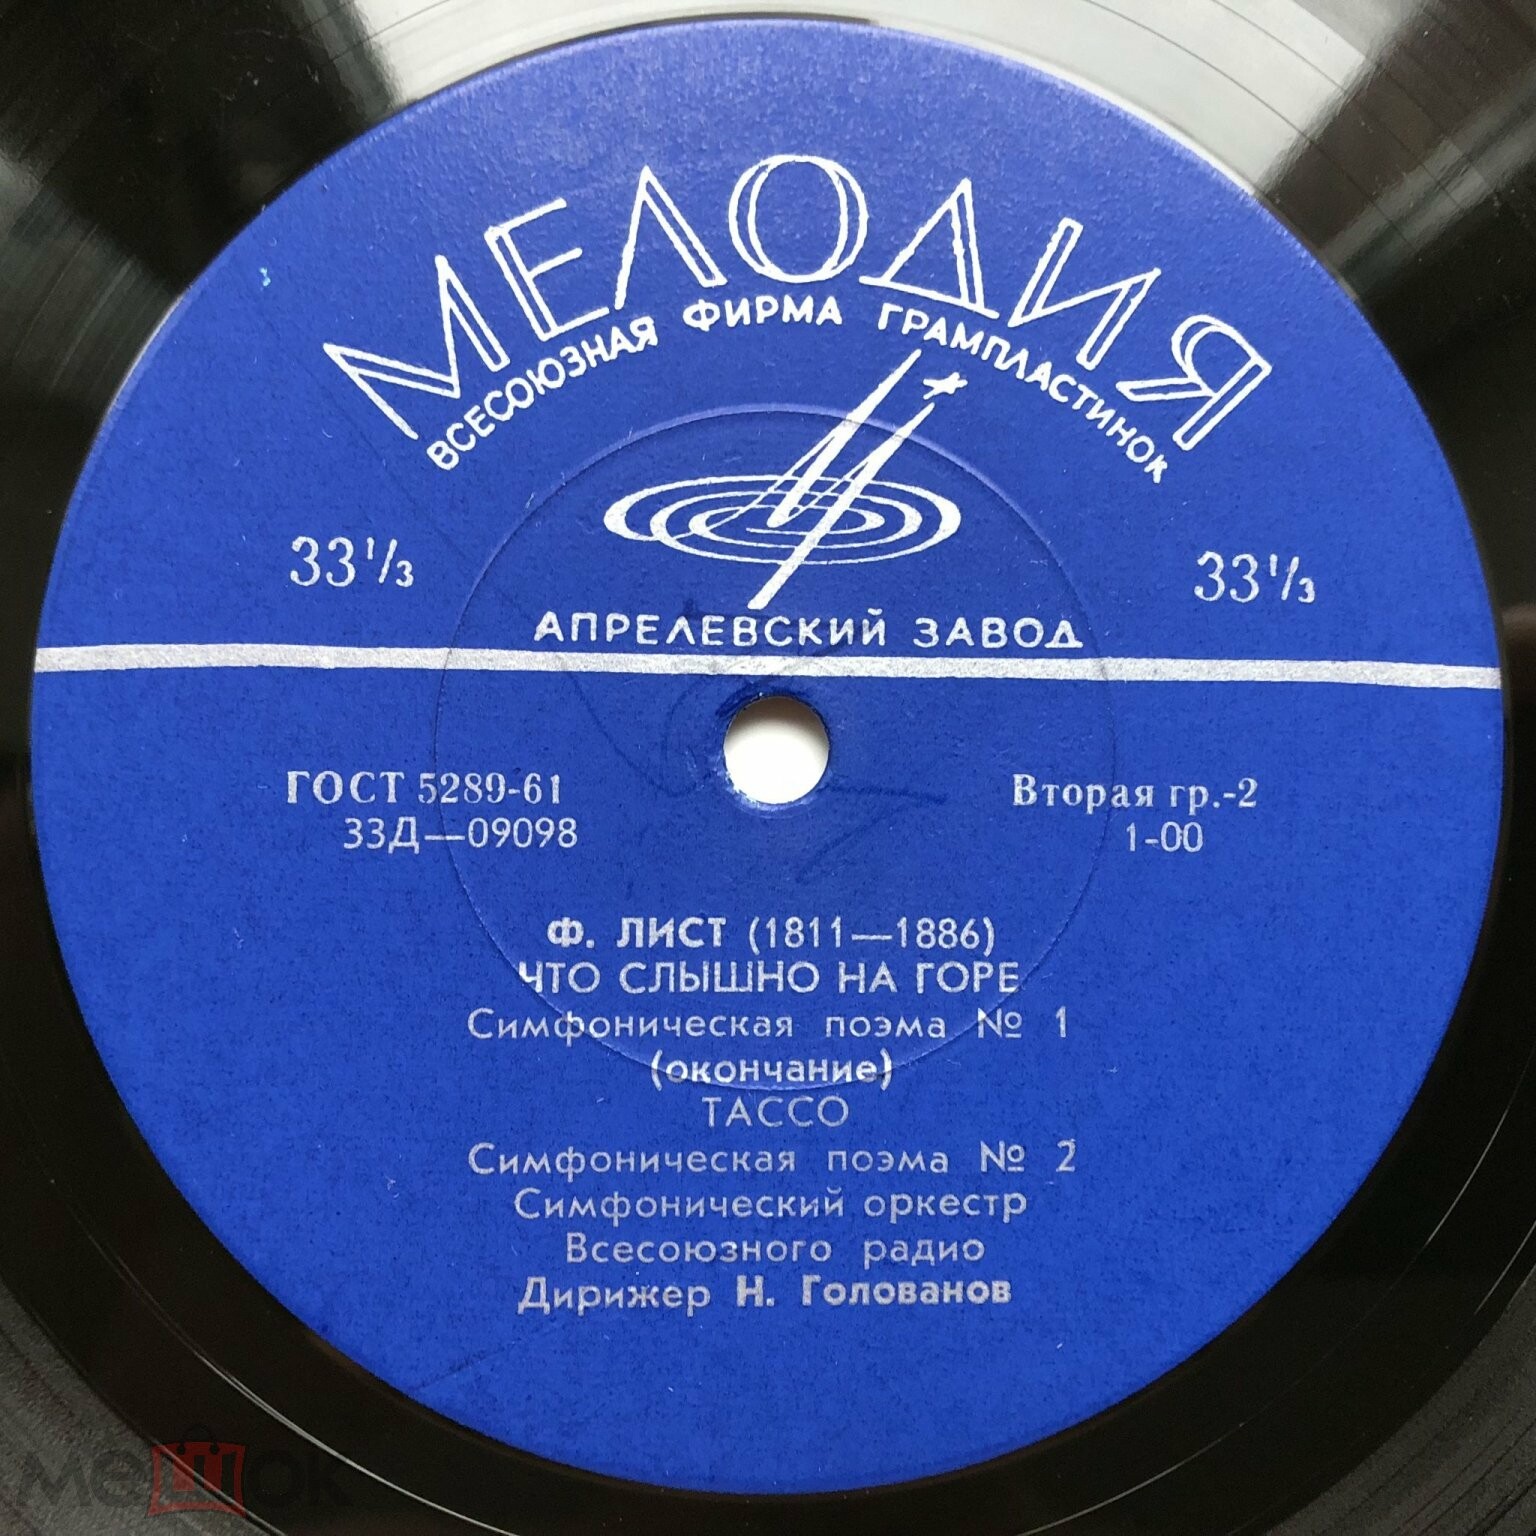 МЕЛОДИЯ
ВСЕСОЮЗНАЯ ФИРМА ГРАМПЛАСТИНОК
33⅓ 33⅓
АПРЕЛЕВСКИЙ ЗАВОД
ГОСТ 5289-61 Вторая гр.-2
33Д—09098 1-00
Ф. ЛИСТ (1811—1886)
ЧТО СЛЫШНО НА ГОРЕ
Симфоническая поэма № 1
(окончание)
ТАССО
Симфоническая поэма № 2
Симфонический оркестр
Всесоюзного радио
Дирижер Н. Голованов
мешок